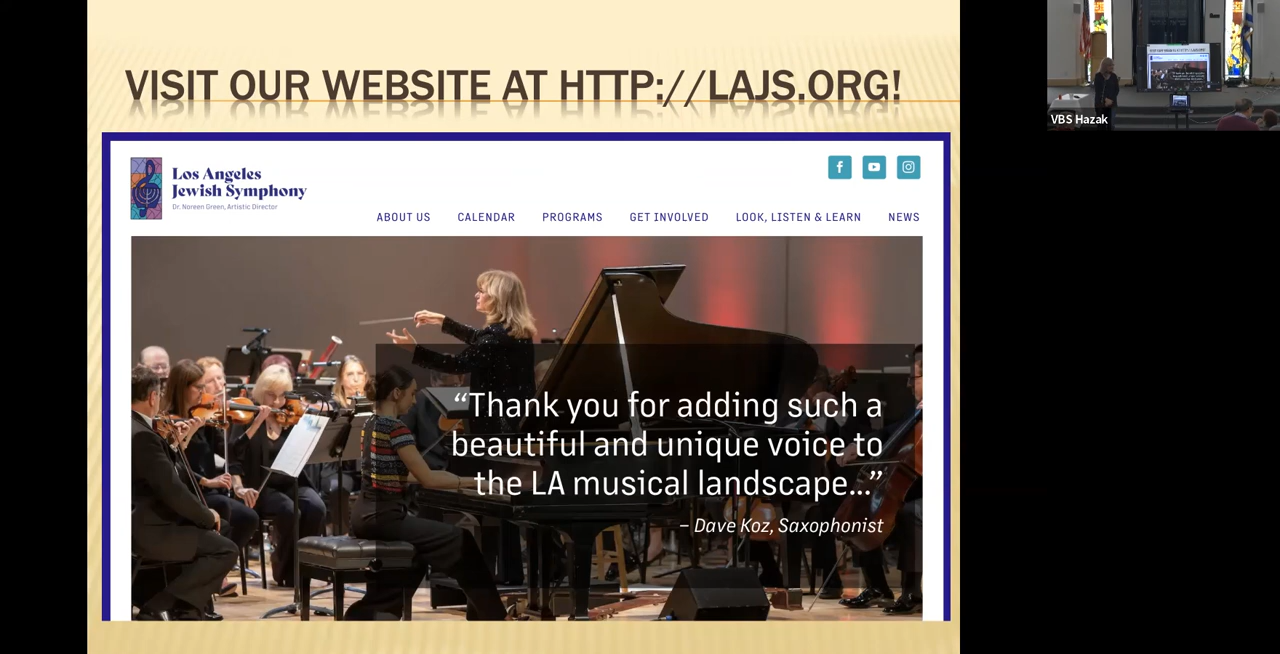 VISIT OUR WEBSITE AT HTTP://LAJS.ORG!
VBS Hazak
Los Angeles
Jewish Symphony
Dr. Noreen Green, Artistic Director
ABOUT US CALENDAR PROGRAMS GET INVOLVED LOOK, LISTEN & LEARN NEWS
“Thank you for adding such a
beautiful and unique voice to
the LA musical landscape...”
– Dave Koz, Saxophonist